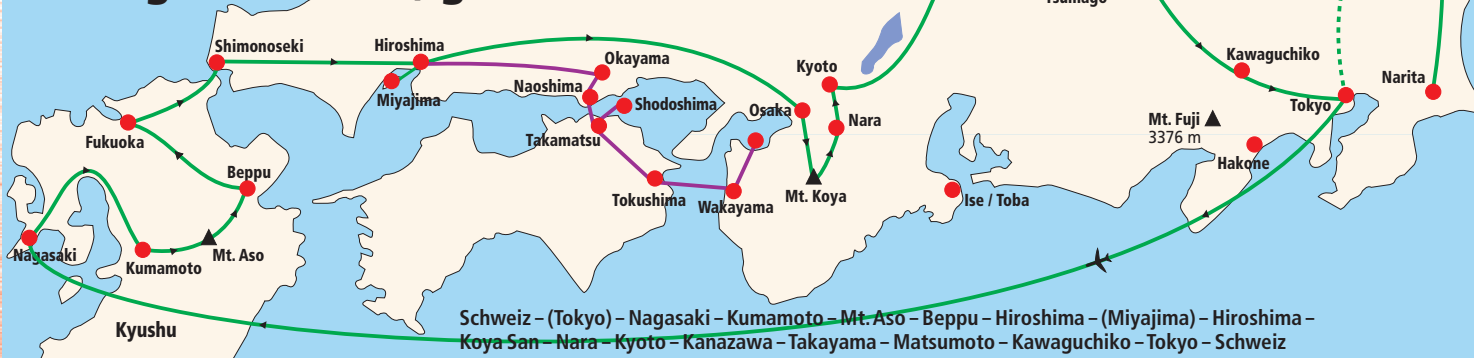 Tsumago
Shimonoseki
Hiroshima
Okayama
Kyoto
Kawaguchiko
Miyajima
Naoshima
Shodoshima
Osaka
Nara
Narita
Tokyo
Mt. Fuji
3376 m
Fukuoka
Takamatsu
Hakone
Beppu
Tokushima
Wakayama
Mt. Koya
Ise / Toba
Nagasaki
Kumamoto
Mt. Aso
Kyushu
Schweiz – (Tokyo) – Nagasaki – Kumamoto – Mt. Aso – Beppu – Hiroshima – (Miyajima) – Hiroshima –
Koya San – Nara – Kyoto – Kanazawa – Takayama – Matsumoto – Kawaguchiko – Tokyo – Schweiz